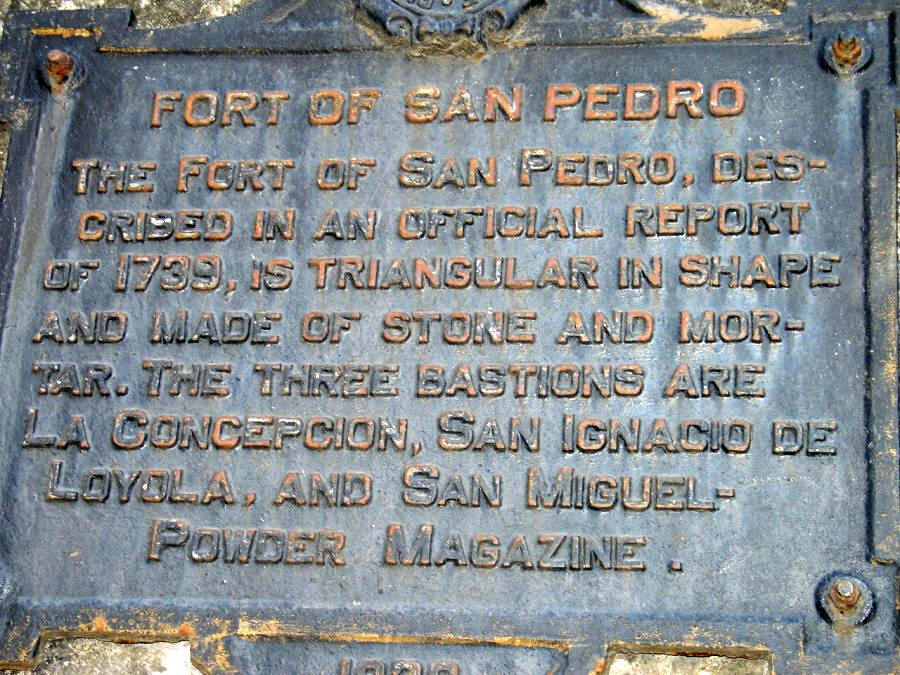 FORT OF SAN PEDRO
THE FORT OF SAN PEDRO, DES-
CRIBED IN AN OFFICIAL REPORT
OF 1739, IS TRIANGULAR IN SHAPE
AND MADE OF STONE AND MOR-
TAR. THE THREE BASTIONS ARE
LA CONCEPCION, SAN IGNACIO DE
LOYOLA, AND SAN MIGUEL-
POWDER MAGAZINE.